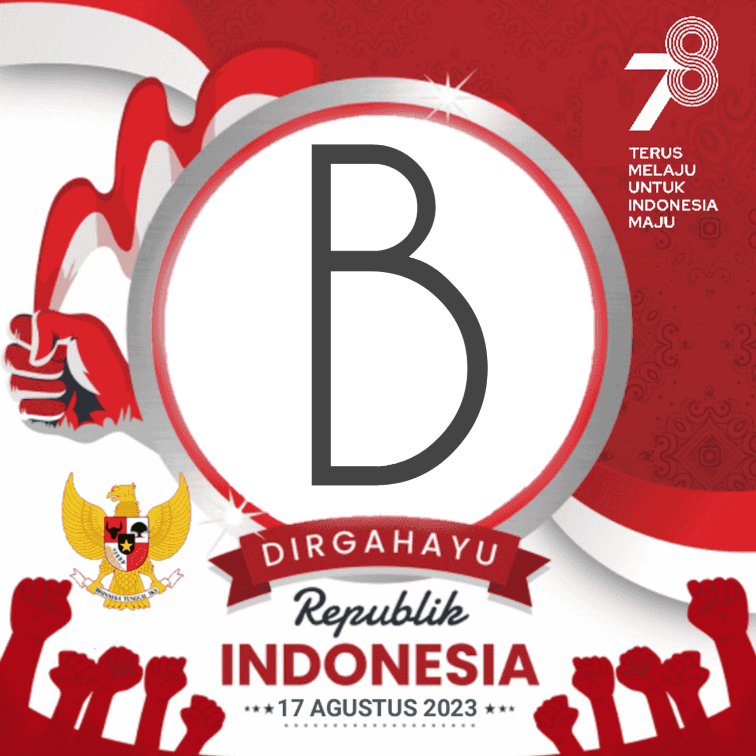 78
TERUS
MELAJU
UNTUK
INDONESIA
MAJU
B
DIRGAHAYU
Republik
INDONESIA
17 AGUSTUS 2023